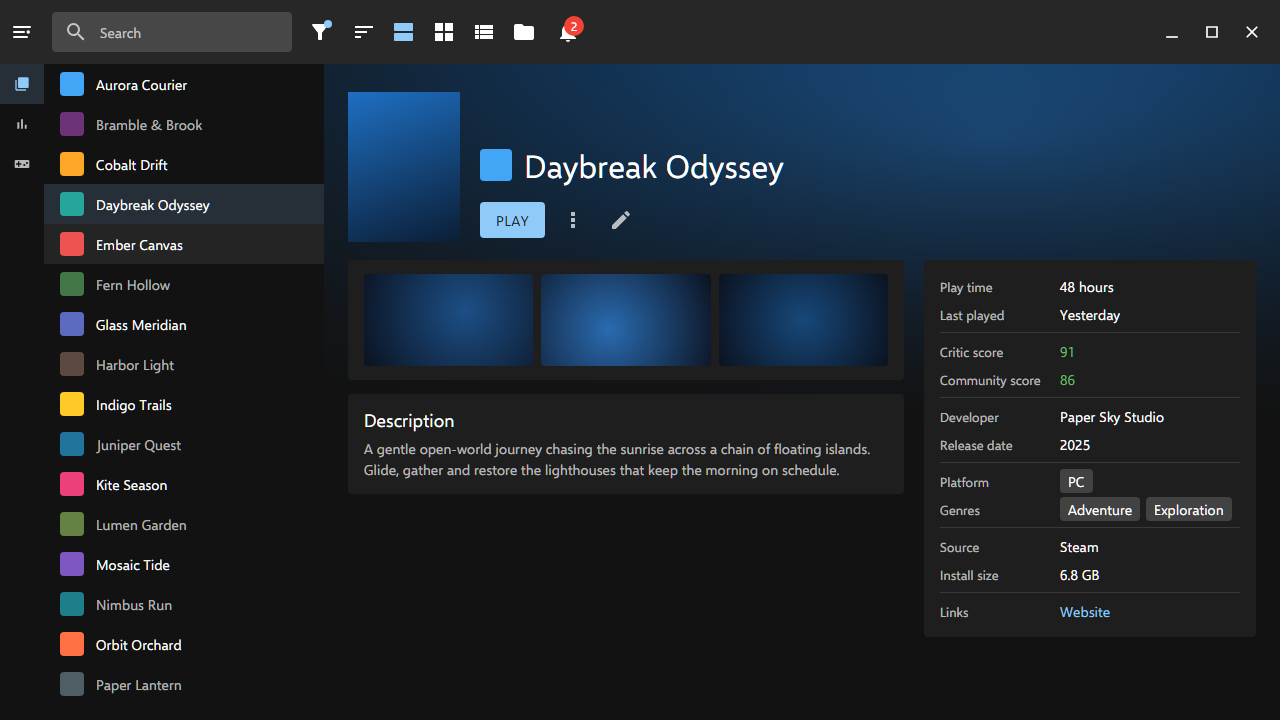 Search
2
Aurora Courier
Bramble & Brook
Cobalt Drift
Daybreak Odyssey
Ember Canvas
Fern Hollow
Glass Meridian
Harbor Light
Indigo Trails
Juniper Quest
Kite Season
Lumen Garden
Mosaic Tide
Nimbus Run
Orbit Orchard
Paper Lantern
Daybreak Odyssey
PLAY
Description
A gentle open-world journey chasing the sunrise across a chain of floating islands.
Glide, gather and restore the lighthouses that keep the morning on schedule.
Play time 48 hours
Last played Yesterday
Critic score 91
Community score 86
Developer Paper Sky Studio
Release date 2025
Platform PC
Genres Adventure Exploration
Source Steam
Install size 6.8 GB
Links Website